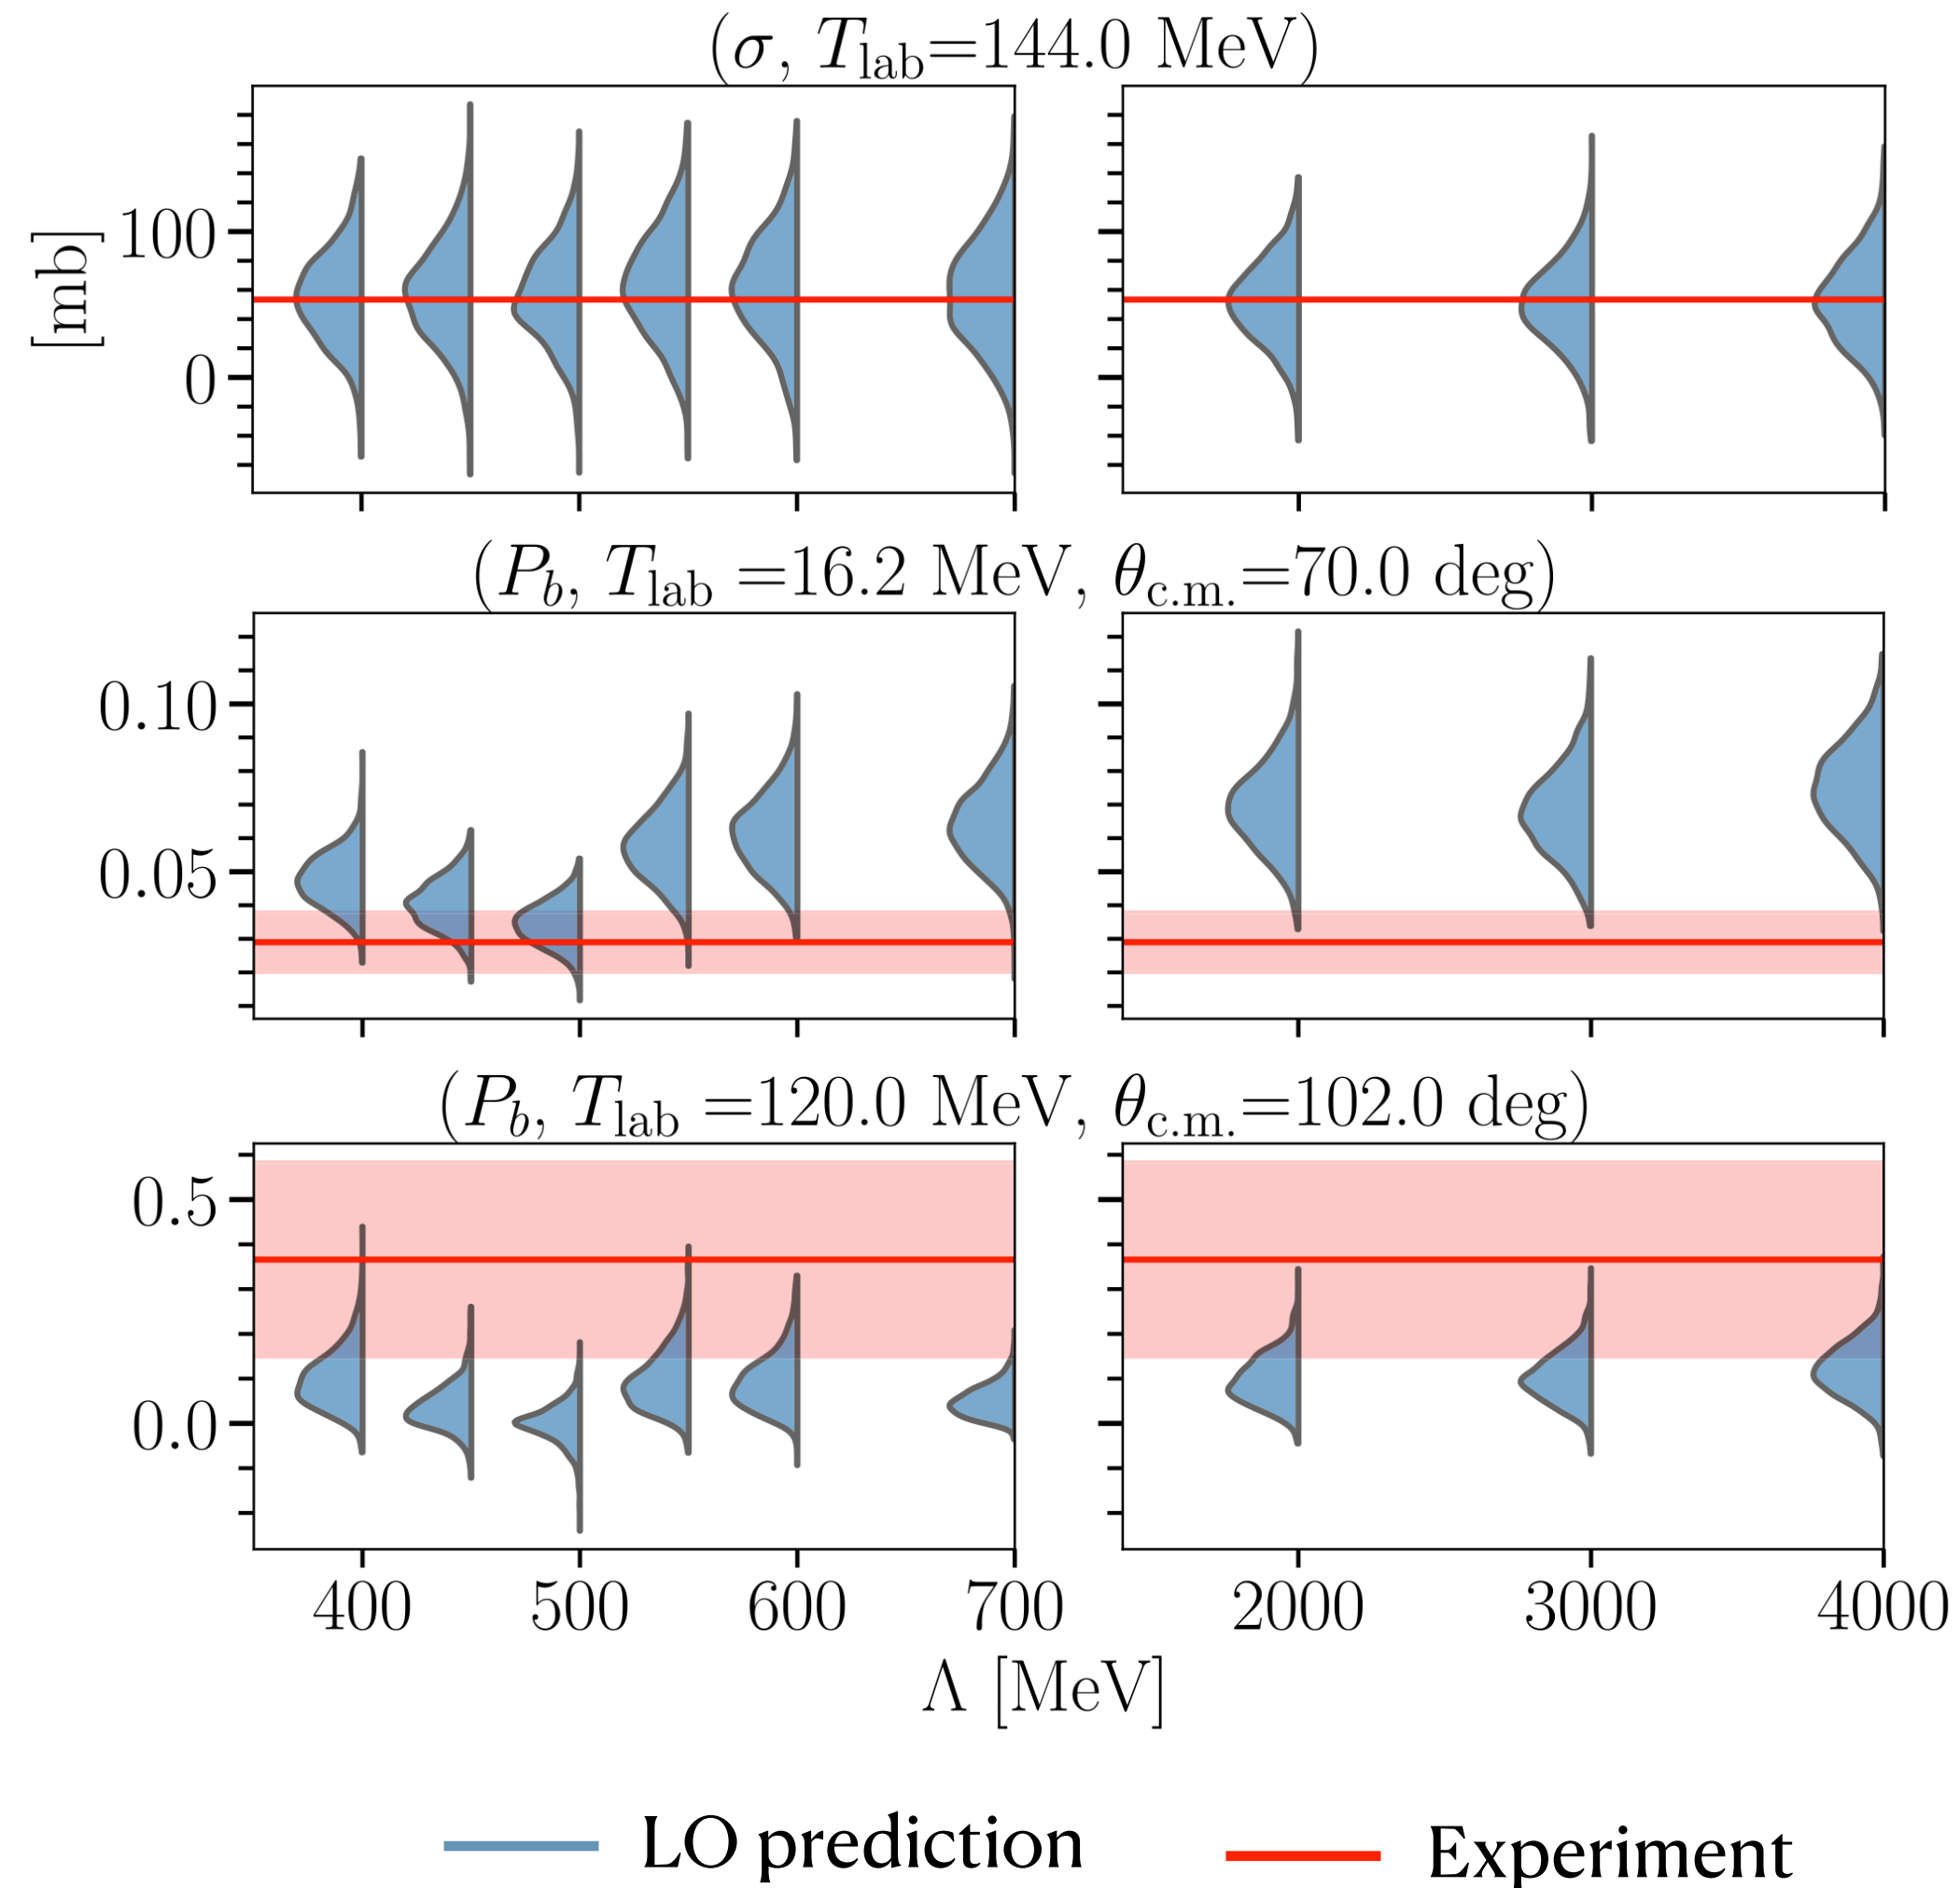 (σ, T_lab=144.0 MeV)
[mb]
100
0
(P_b, T_lab =16.2 MeV, θ_c.m.=70.0 deg)
0.10
0.05
(P_b, T_lab =120.0 MeV, θ_c.m.=102.0 deg)
0.5
0.0
400 500 600 700 2000 3000 4000
Λ [MeV]
LO prediction Experiment